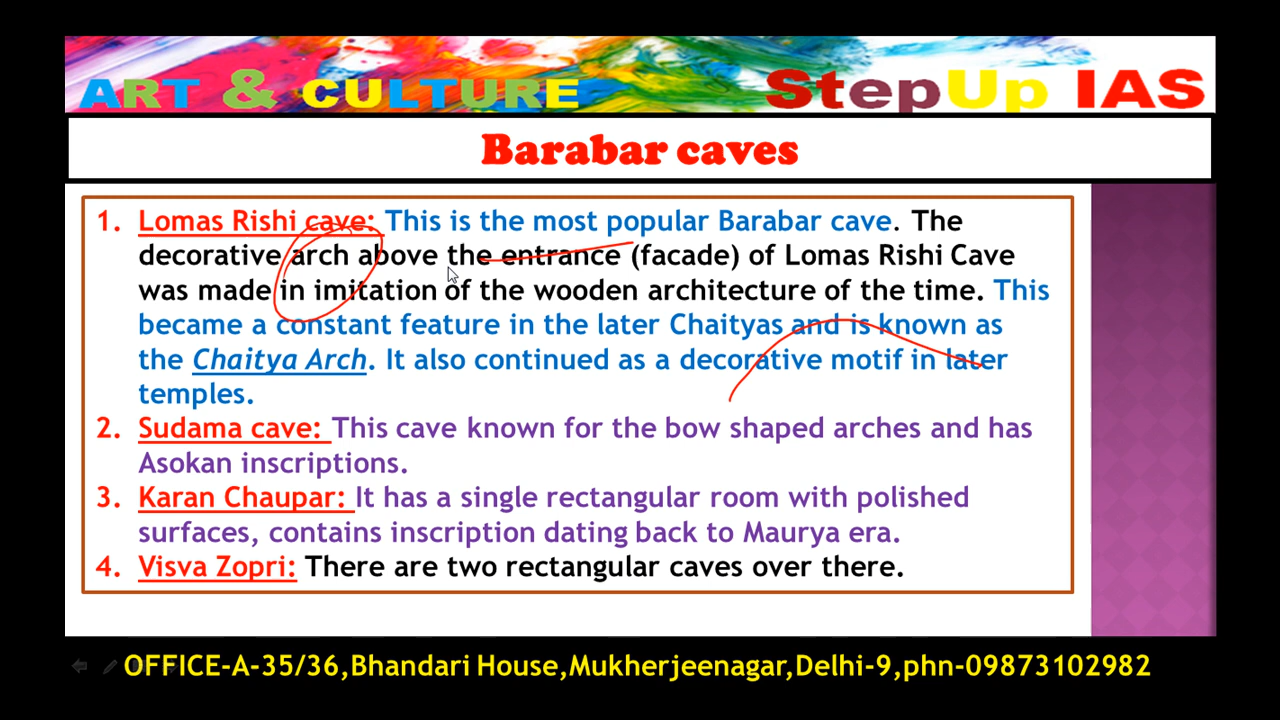 ART & CULTURE StepUp IAS
Barabar caves
1. Lomas Rishi cave: This is the most popular Barabar cave. The
decorative arch above the entrance (facade) of Lomas Rishi Cave
was made in imitation of the wooden architecture of the time. This
became a constant feature in the later Chaityas and is known as
the Chaitya Arch. It also continued as a decorative motif in later
temples.
2. Sudama cave: This cave known for the bow shaped arches and has
Asokan inscriptions.
3. Karan Chaupar: It has a single rectangular room with polished
surfaces, contains inscription dating back to Maurya era.
4. Visva Zopri: There are two rectangular caves over there.
OFFICE-A-35/36,Bhandari House,Mukherjeenagar,Delhi-9,phn-09873102982